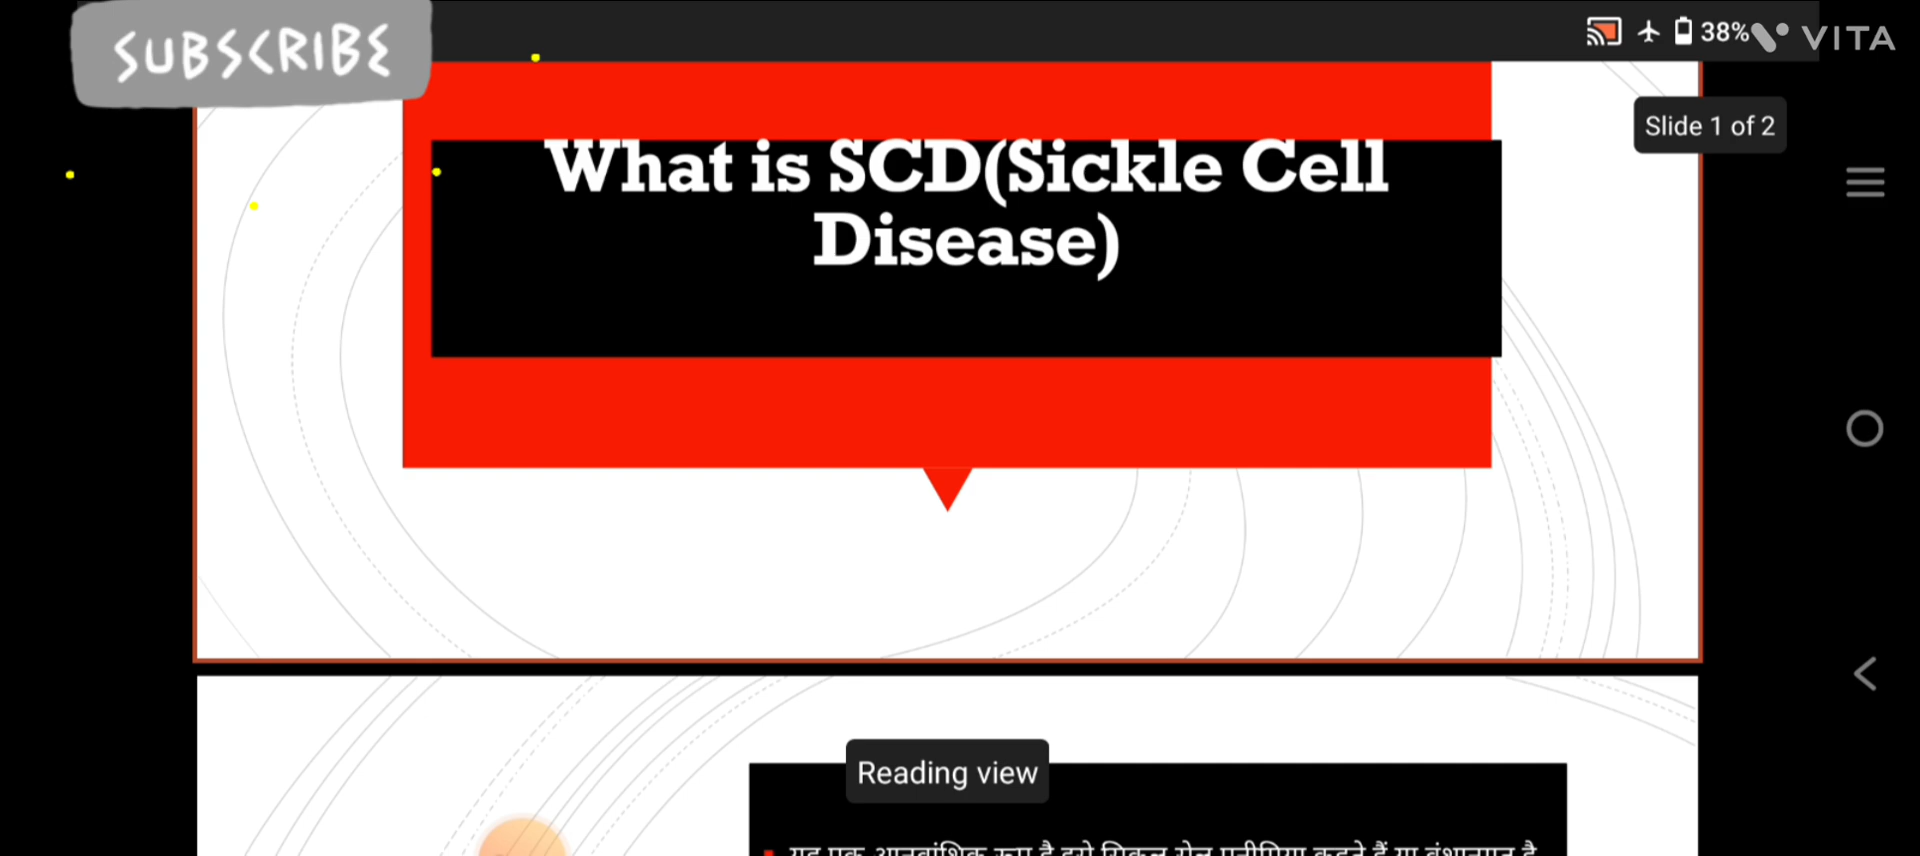 SUBSCRIBE
38%
VITA
Slide 1 of 2
What is SCD(Sickle Cell
Disease)
Reading view